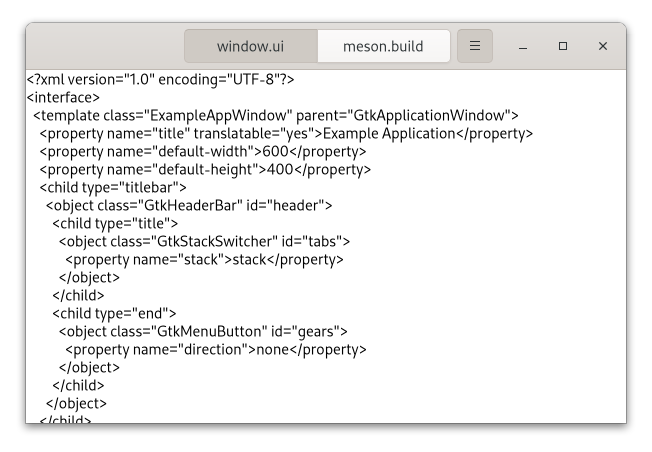 window.ui meson.build
<?xml version="1.0" encoding="UTF-8"?>
<interface>
  <template class="ExampleAppWindow" parent="GtkApplicationWindow">
    <property name="title" translatable="yes">Example Application</property>
    <property name="default-width">600</property>
    <property name="default-height">400</property>
    <child type="titlebar">
      <object class="GtkHeaderBar" id="header">
        <child type="title">
          <object class="GtkStackSwitcher" id="tabs">
            <property name="stack">stack</property>
          </object>
        </child>
        <child type="end">
          <object class="GtkMenuButton" id="gears">
            <property name="direction">none</property>
          </object>
        </child>
      </object>
    </child>